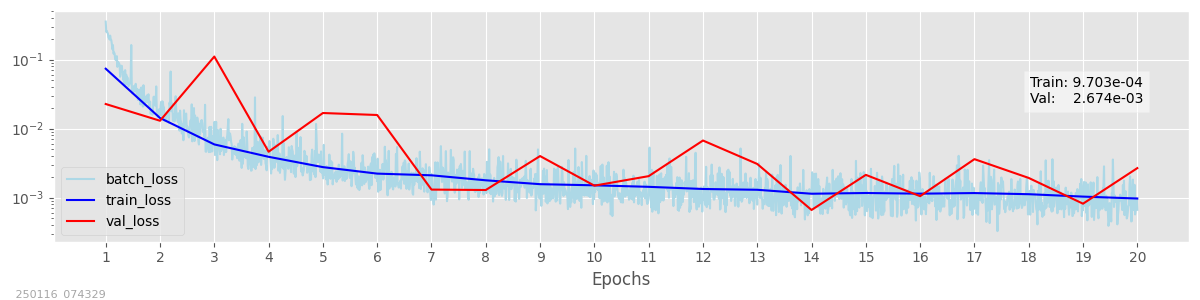 10⁻¹
10⁻²
10⁻³
Train: 9.703e-04
Val: 2.674e-03
batch_loss
train_loss
val_loss
1 2 3 4 5 6 7 8 9 10 11 12 13 14 15 16 17 18 19 20
Epochs
250116_074329